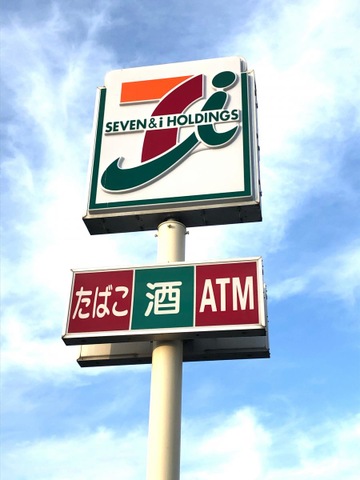 SEVEN & i HOLDINGS
たばこ 酒 ATM